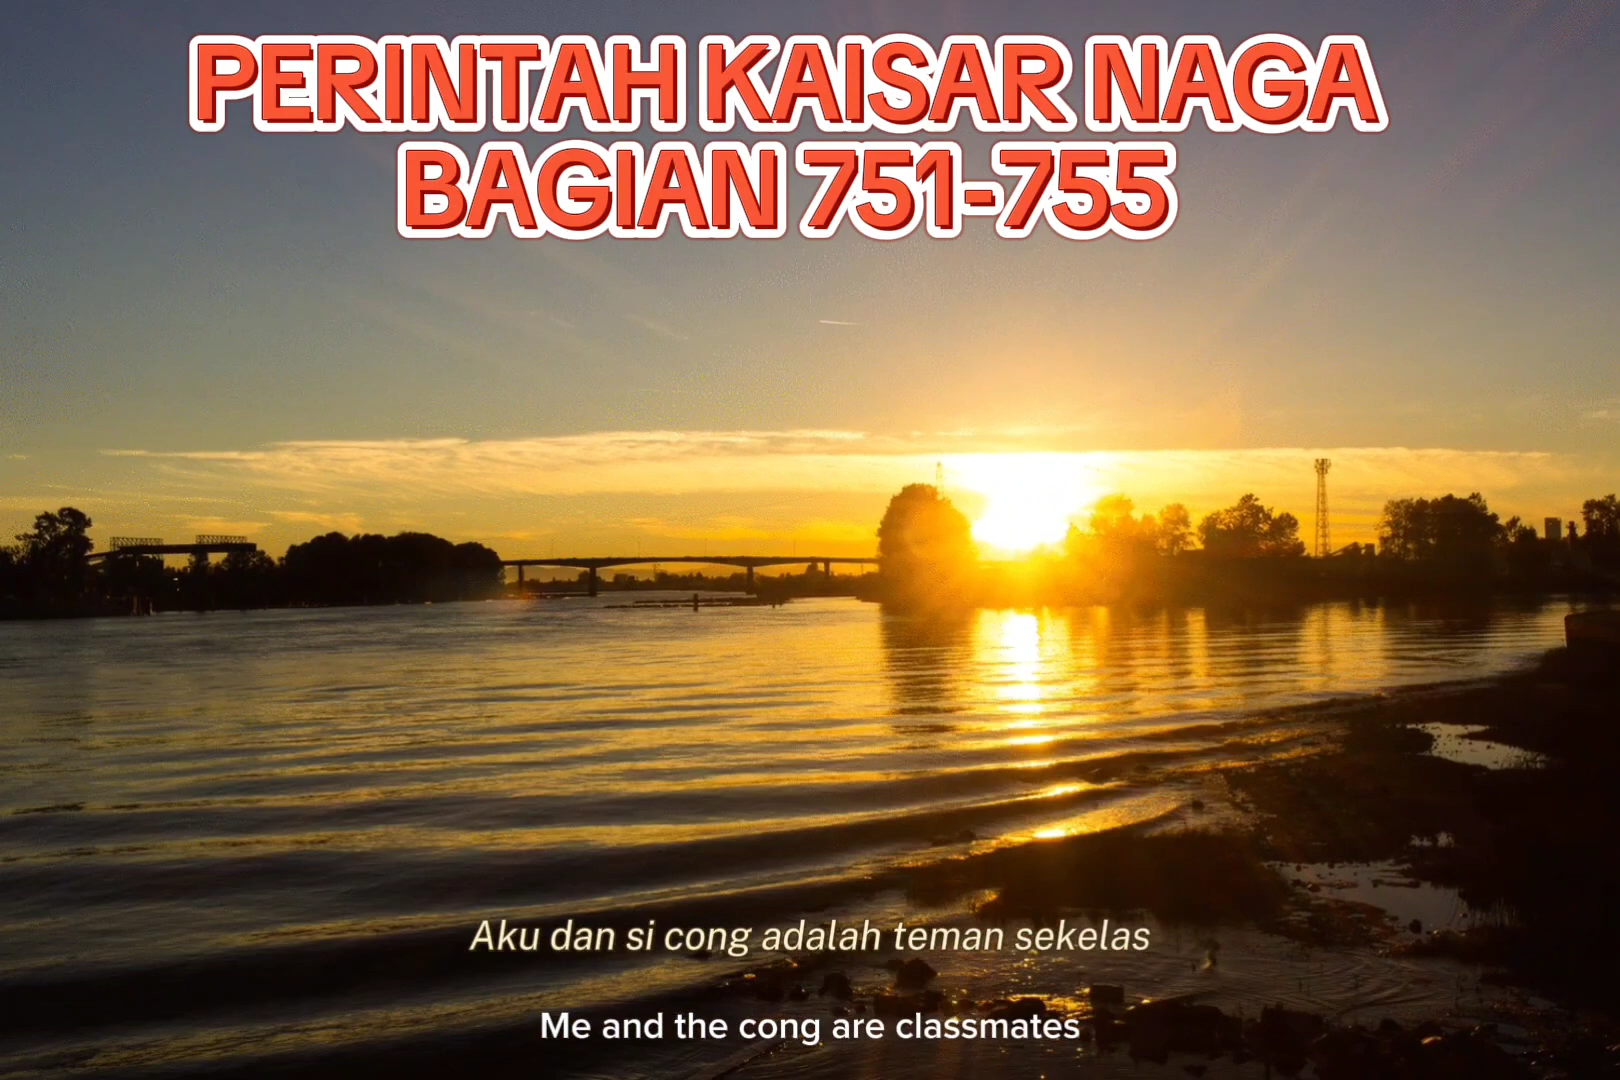 PERINTAH KAISAR NAGA
BAGIAN 751-755
Aku dan si cong adalah teman sekelas
Me and the cong are classmates